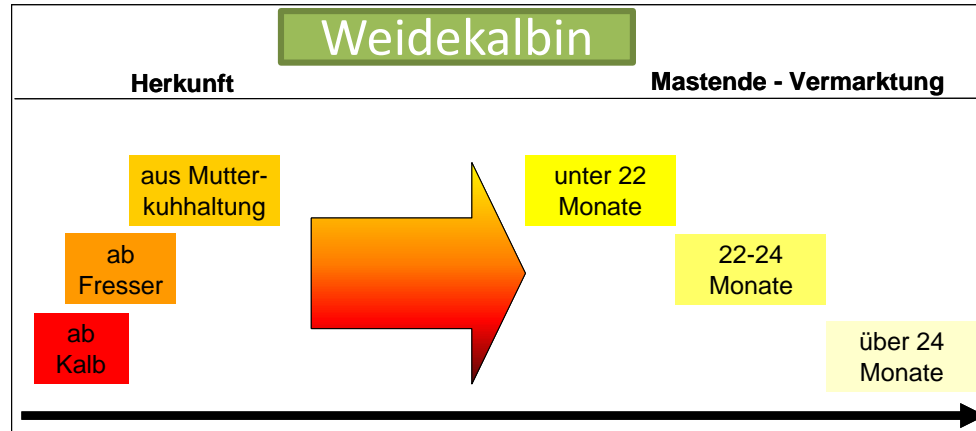 Weidekalbin
Herkunft
Mastende - Vermarktung
aus Mutter-
kuhhaltung
unter 22
Monate
ab
Fresser
22-24
Monate
ab
Kalb
über 24
Monate